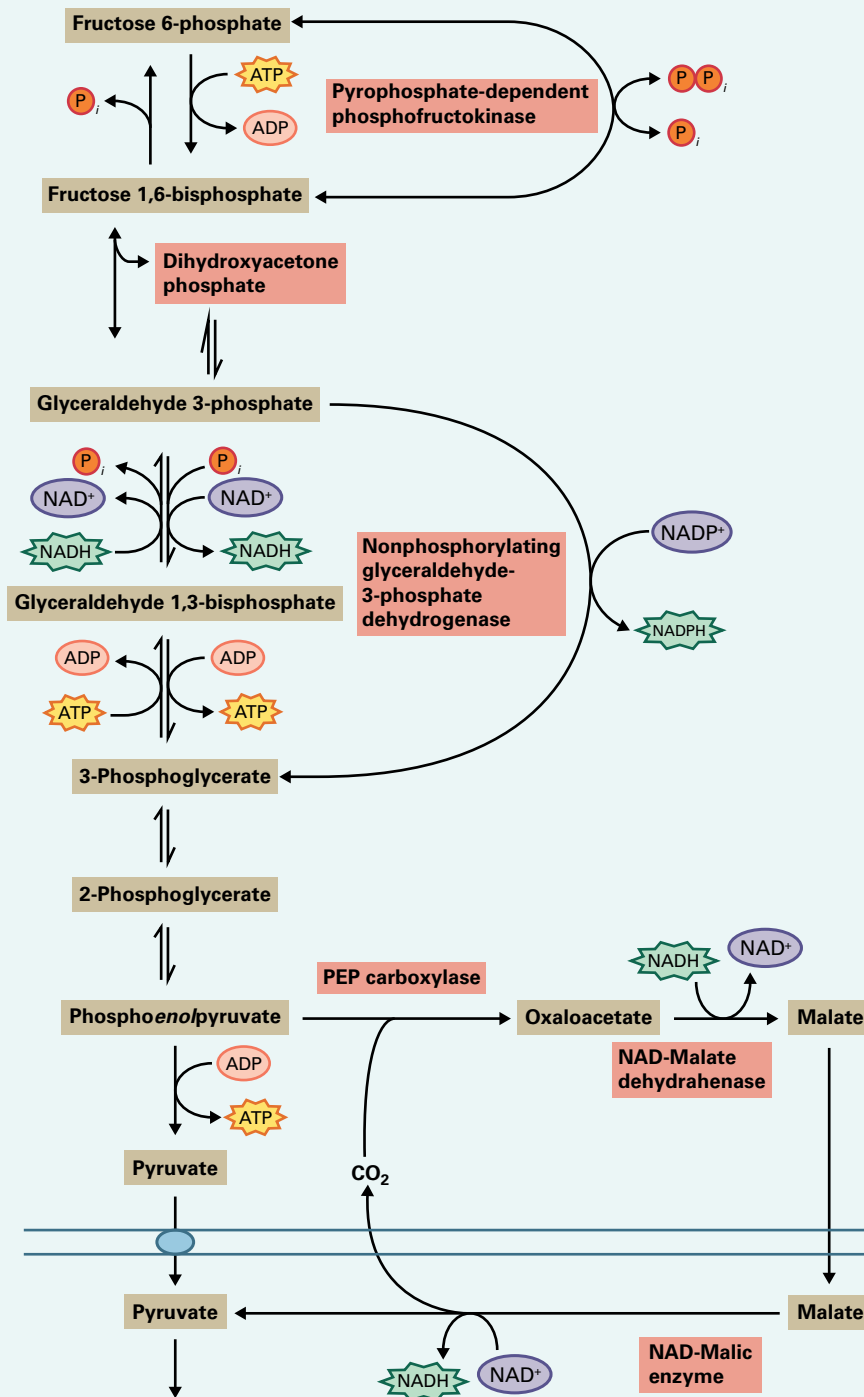 Fructose 6-phosphate
ATP
P i
ADP
Pyrophosphate-dependent
phosphofructokinase
P P i
P i
Fructose 1,6-bisphosphate
Dihydroxyacetone
phosphate
Glyceraldehyde 3-phosphate
P i
P i
NAD+
NAD+
NADH
NADH
Nonphosphorylating
glyceraldehyde-
3-phosphate
dehydrogenase
NADP+
NADPH
Glyceraldehyde 1,3-bisphosphate
ADP
ADP
ATP
ATP
3-Phosphoglycerate
2-Phosphoglycerate
PEP carboxylase
NADH
NAD+
Phosphoenolpyruvate
Oxaloacetate
Malate
NAD-Malate
dehydrahenase
ADP
ATP
Pyruvate
CO2
Pyruvate
Malate
NADH
NAD+
NAD-Malic
enzyme